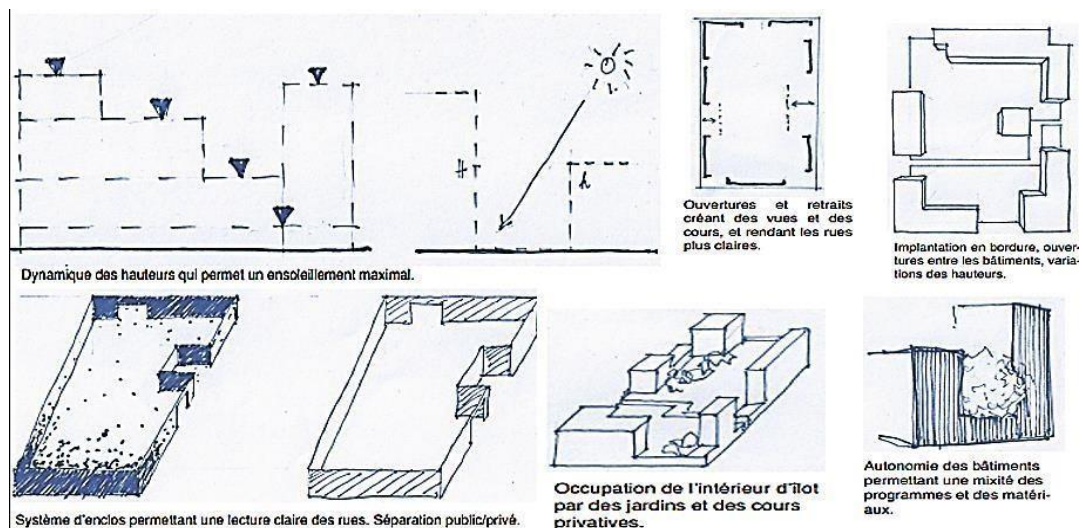 H
h
Dynamique des hauteurs qui permet un ensoleillement maximal.
Ouvertures et retraits
créant des vues et des
cours, et rendant les rues
plus claires.
Implantation en bordure, ouver-
tures entre les bâtiments, varia-
tions des hauteurs.
Système d'enclos permettant une lecture claire des rues. Séparation public/privé.
Occupation de l'intérieur d'îlot
par des jardins et des cours
privatives.
Autonomie des bâtiments
permettant une mixité des
programmes et des matéri-
aux.